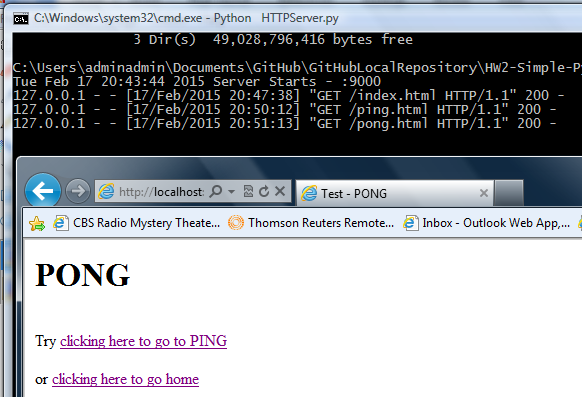 C:\Windows\system32\cmd.exe - Python HTTPServer.py
3 Dir(s) 49,028,796,416 bytes free
C:\Users\adminadmin\Documents\GitHub\GitHubLocalRepository\HW2-Simple-Py
Tue Feb 17 20:43:44 2015 Server Starts - :9000
127.0.0.1 - - [17/Feb/2015 20:47:38] "GET /index.html HTTP/1.1" 200 -
127.0.0.1 - - [17/Feb/2015 20:50:12] "GET /ping.html HTTP/1.1" 200 -
127.0.0.1 - - [17/Feb/2015 20:51:13] "GET /pong.html HTTP/1.1" 200 -
http://localhost: Test - PONG
CBS Radio Mystery Theate... Thomson Reuters Remote... Inbox - Outlook Web App,...
PONG
Try clicking here to go to PING
or clicking here to go home